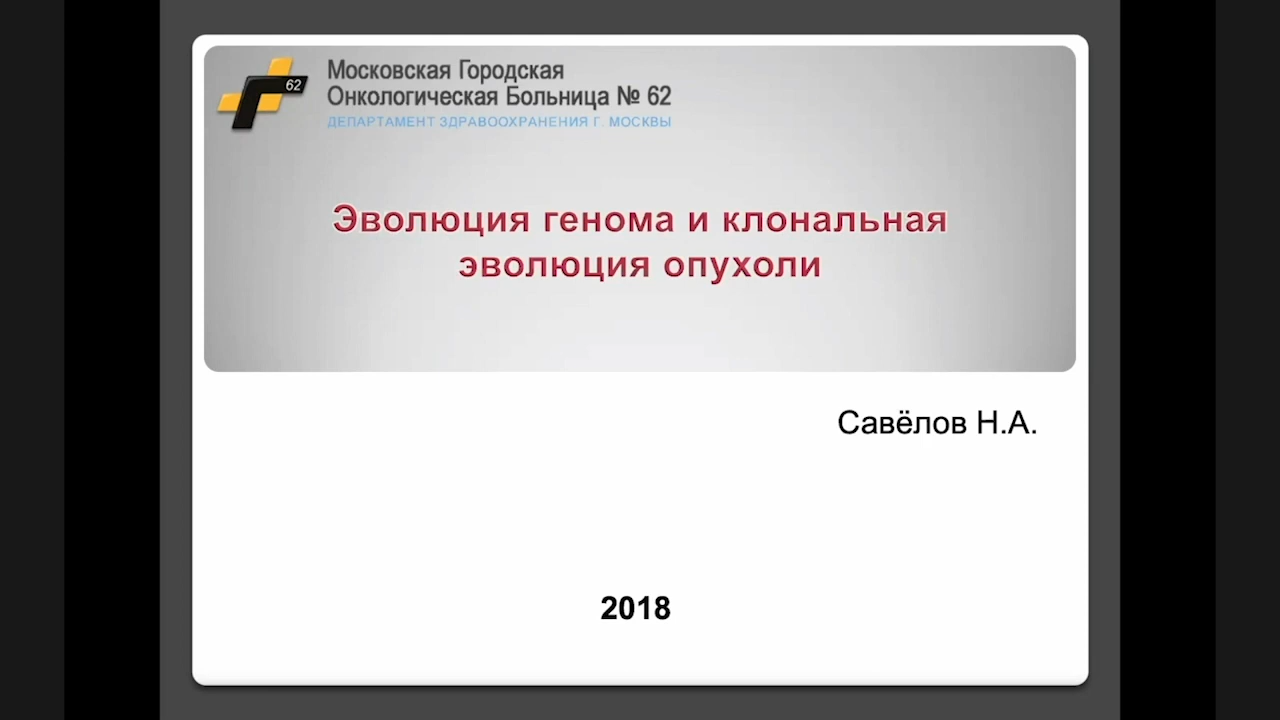 62
Московская Городская
Онкологическая Больница № 62
ДЕПАРТАМЕНТ ЗДРАВООХРАНЕНИЯ Г. МОСКВЫ
Эволюция генома и клональная
эволюция опухоли
Савёлов Н.А.
2018